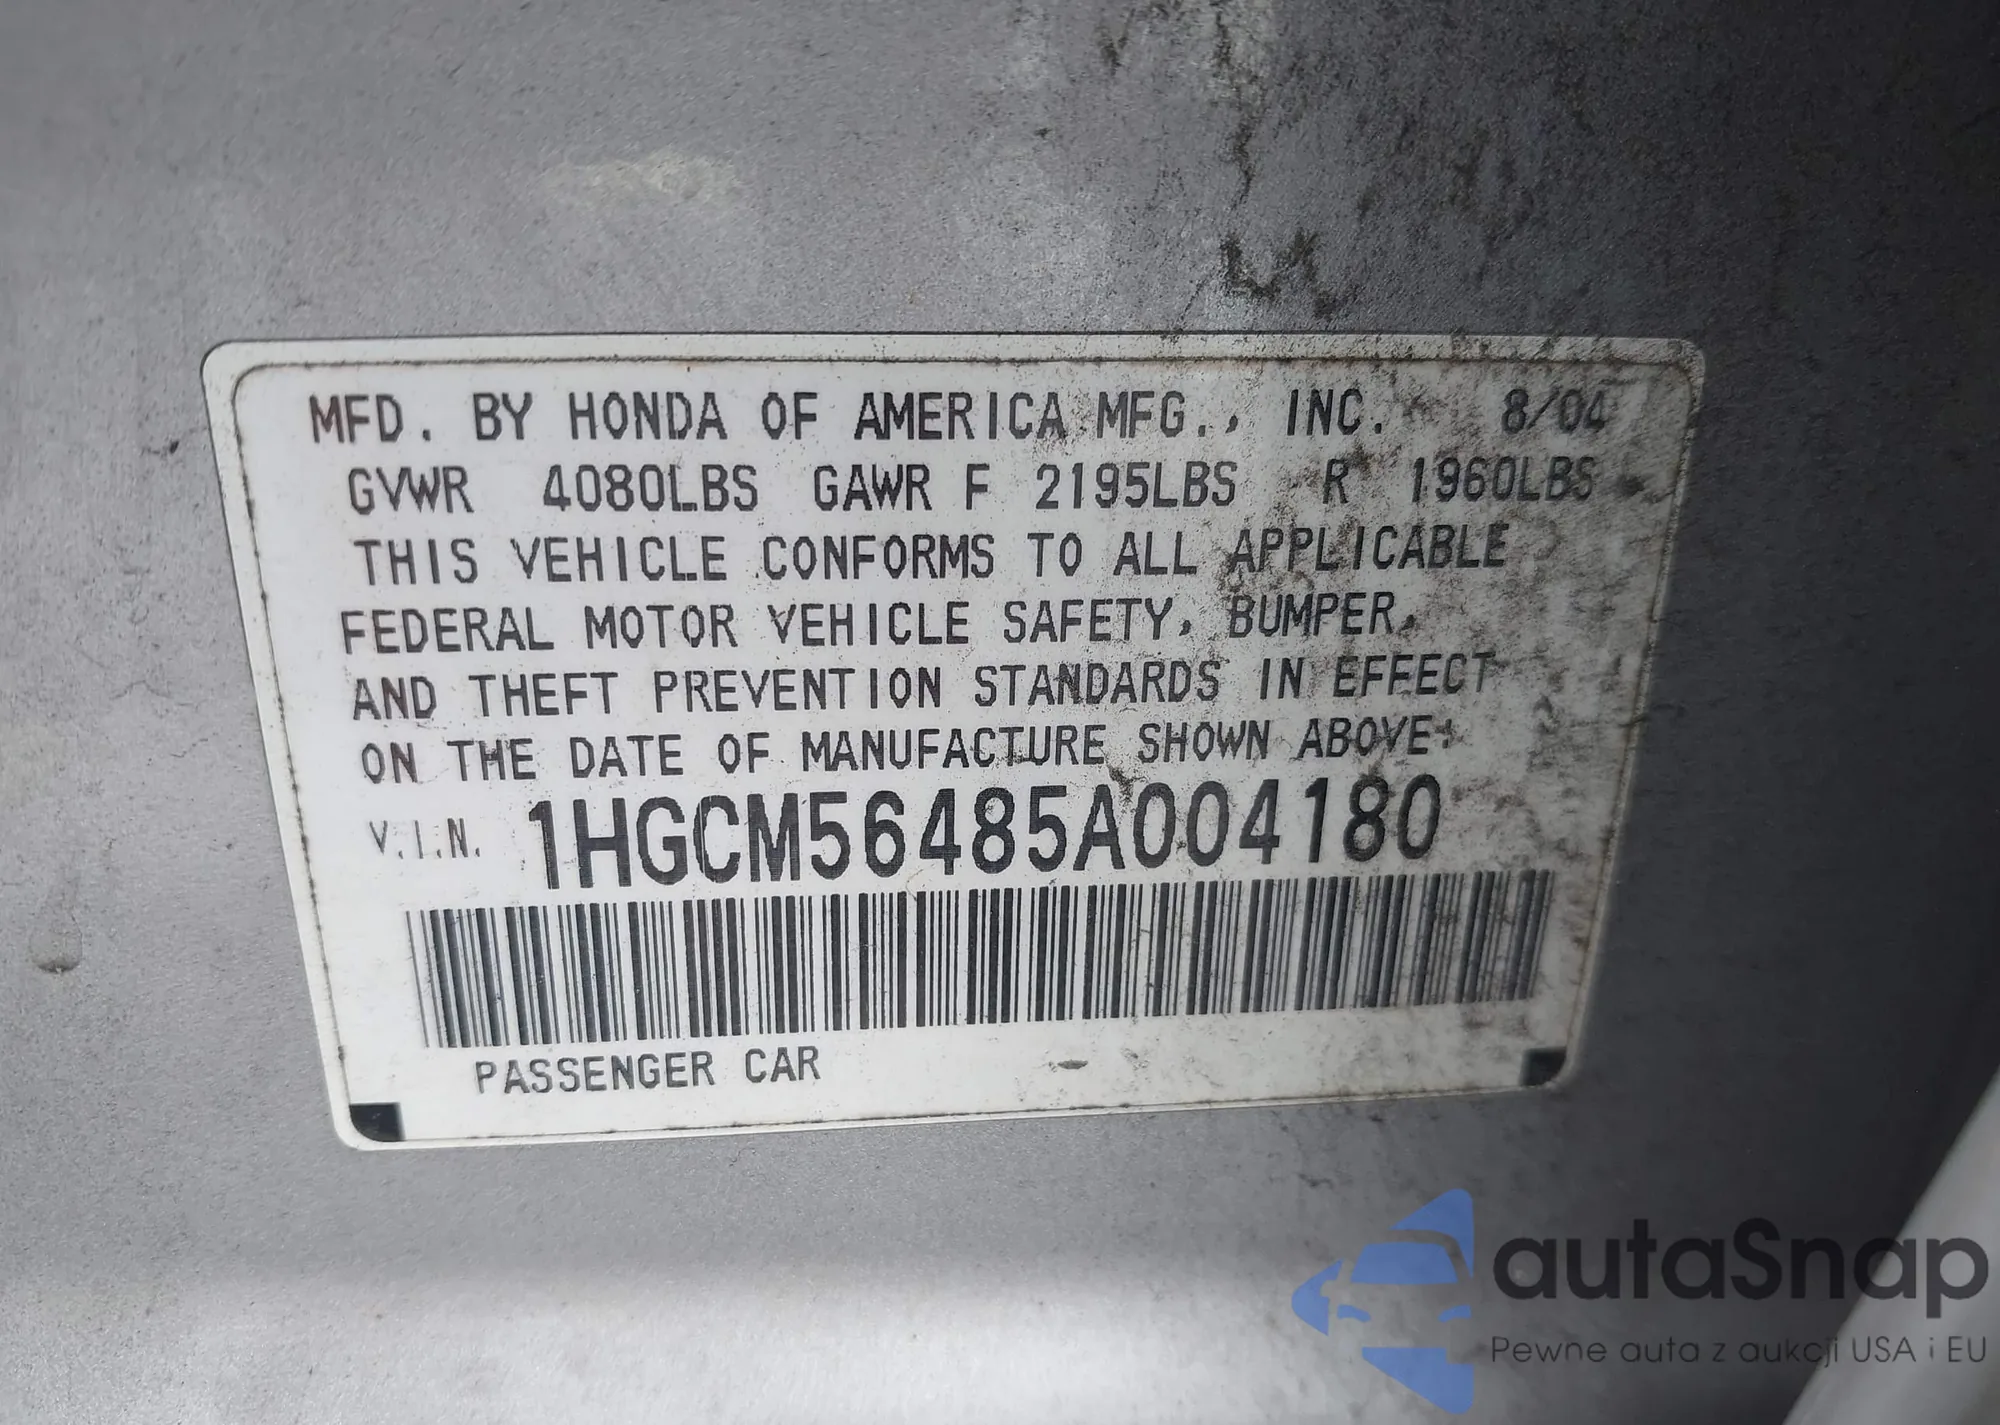 MFD. BY HONDA OF AMERICA MFG., INC. 8/04
GVWR 4080LBS GAWR F 2195LBS R 1960LBS
THIS VEHICLE CONFORMS TO ALL APPLICABLE
FEDERAL MOTOR VEHICLE SAFETY, BUMPER,
AND THEFT PREVENTION STANDARDS IN EFFECT
ON THE DATE OF MANUFACTURE SHOWN ABOVE.
V.I.N. 1HGCM56485A004180
PASSENGER CAR
autaSnap
Pewne auta z aukcji USA i EU